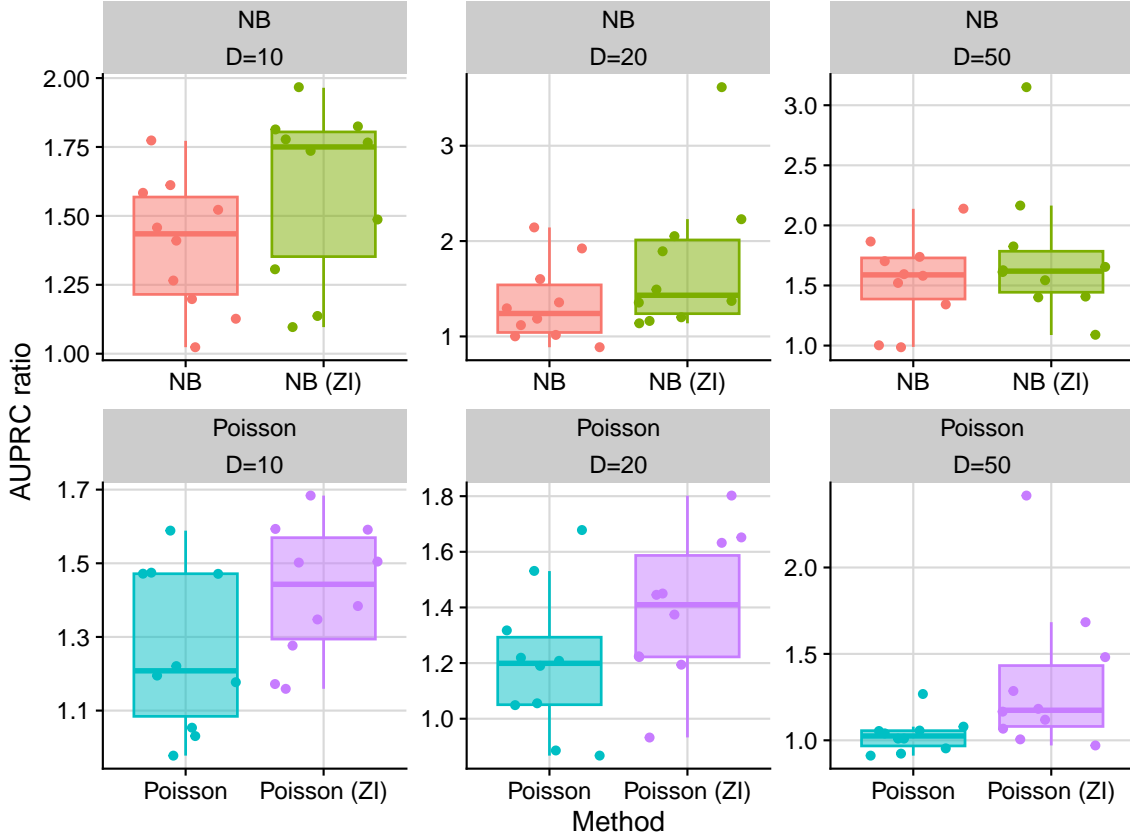 NB
NB
NB
D=10
D=20
D=50
2.00
1.75
1.50
1.25
1.00
3
2
1
3.0
2.5
2.0
1.5
1.0
NB
NB (ZI)
NB
NB (ZI)
NB
NB (ZI)
AUPRC ratio
Poisson
Poisson
Poisson
D=10
D=20
D=50
1.7
1.5
1.3
1.1
1.8
1.6
1.4
1.2
1.0
2.0
1.5
1.0
Poisson
Poisson (ZI)
Poisson
Poisson (ZI)
Poisson
Poisson (ZI)
Method